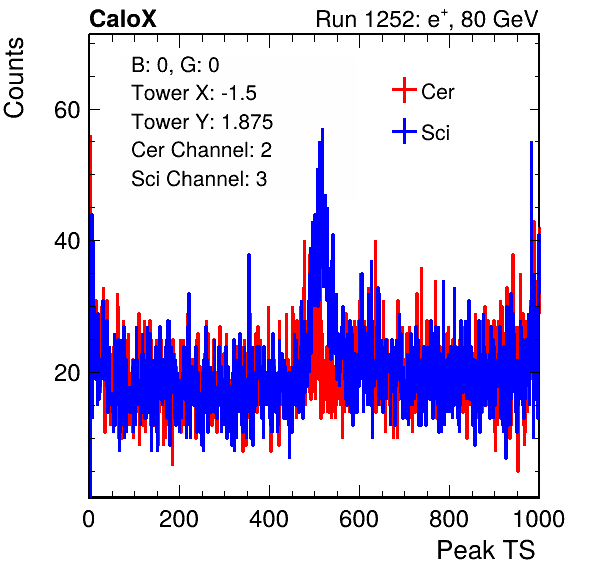 CaloX Run 1252: e⁺, 80 GeV
Counts
B: 0, G: 0
Tower X: -1.5
Tower Y: 1.875
Cer Channel: 2
Sci Channel: 3
Cer
Sci
60
40
20
0 200 400 600 800 1000
Peak TS